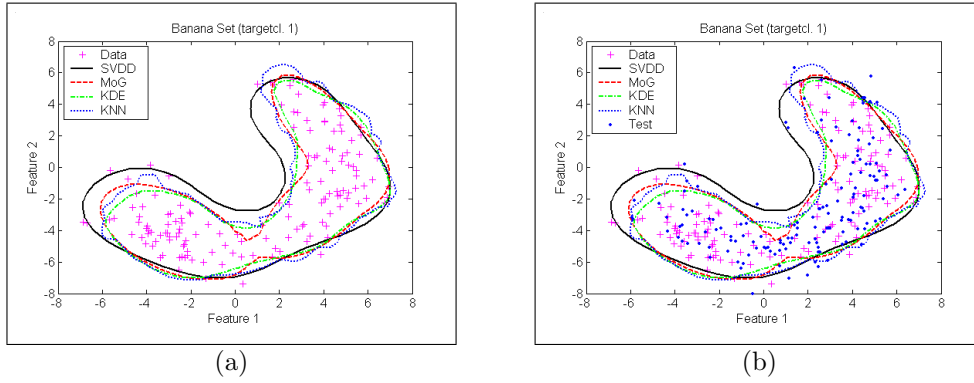 Banana Set (targetcl. 1)
8
6
4
2
0
-2
-4
-6
-8
Feature 2
Data
SVDD
MoG
KDE
KNN
-8 -6 -4 -2 0 2 4 6 8
Feature 1
(a)
Banana Set (targetcl. 1)
8
6
4
2
0
-2
-4
-6
-8
Feature 2
Data
SVDD
MoG
KDE
KNN
Test
-8 -6 -4 -2 0 2 4 6 8
Feature 1
(b)